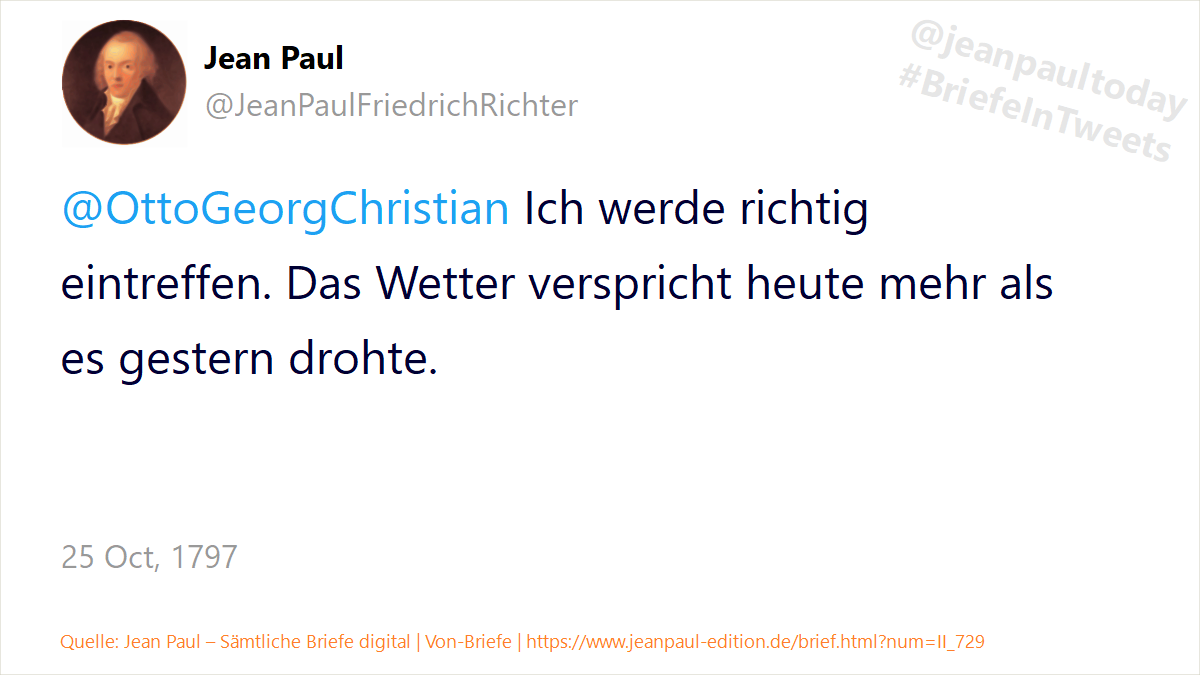 Jean Paul
@JeanPaulFriedrichRichter
@jeanpaultoday
#BriefeInTweets
@OttoGeorgChristian Ich werde richtig
eintreffen. Das Wetter verspricht heute mehr als
es gestern drohte.
25 Oct, 1797
Quelle: Jean Paul – Sämtliche Briefe digital | Von-Briefe | https://www.jeanpaul-edition.de/brief.html?num=II_729